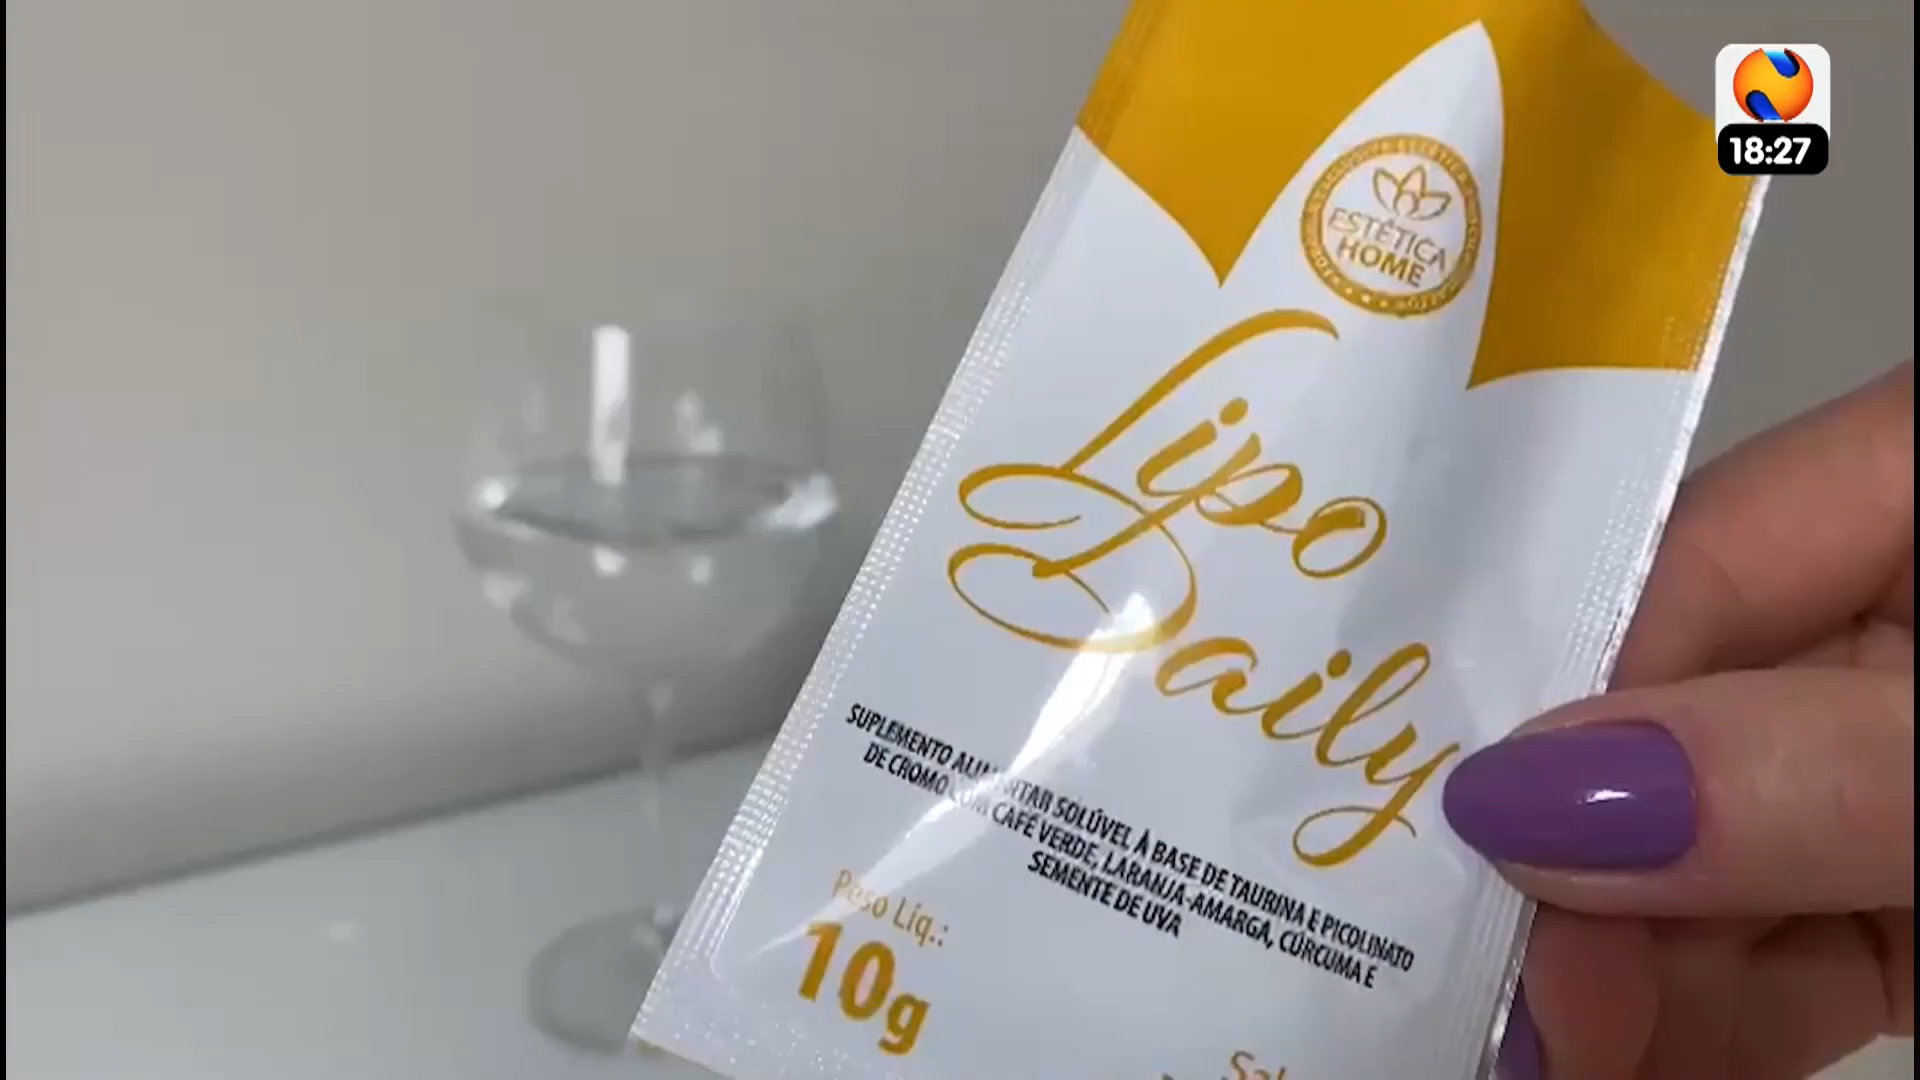 18:27
ESTÉTICA
HOME
Lipo
Daily
SUPLEMENTO ALIMENTAR SOLÚVEL À BASE DE TAURINA E PICOLINATO
DE CROMO COM CAFÉ VERDE, LARANJA-AMARGA, CÚRCUMA E
SEMENTE DE UVA
Peso Líq.:
10g